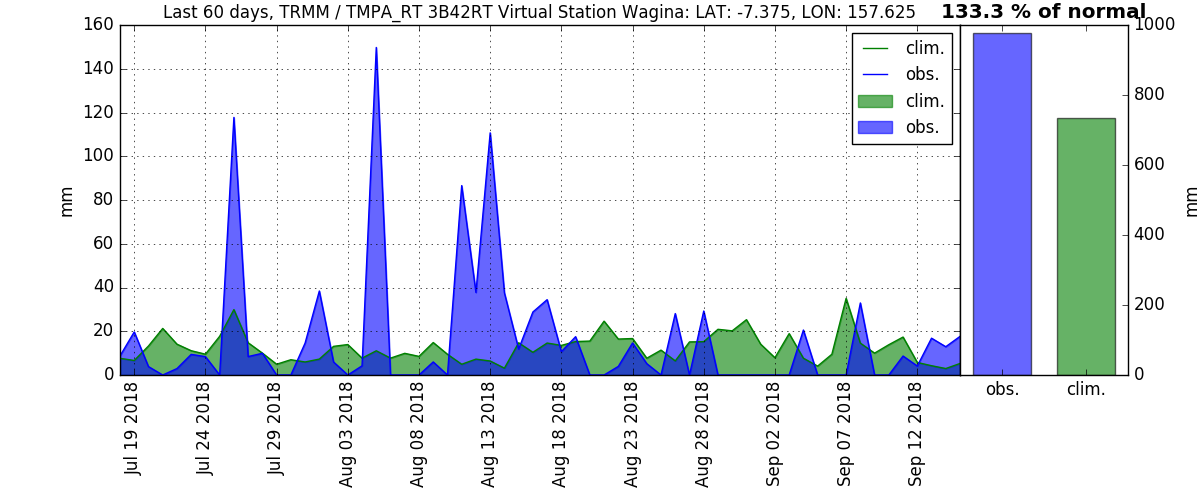 Last 60 days, TRMM / TMPA_RT 3B42RT Virtual Station Wagina: LAT: -7.375, LON: 157.625
133.3 % of normal
160
140
120
100
80
60
40
20
0
mm
clim.
obs.
clim.
obs.
Jul 19 2018
Jul 24 2018
Jul 29 2018
Aug 03 2018
Aug 08 2018
Aug 13 2018
Aug 18 2018
Aug 23 2018
Aug 28 2018
Sep 02 2018
Sep 07 2018
Sep 12 2018
1000
800
600
400
200
0
mm
obs.
clim.